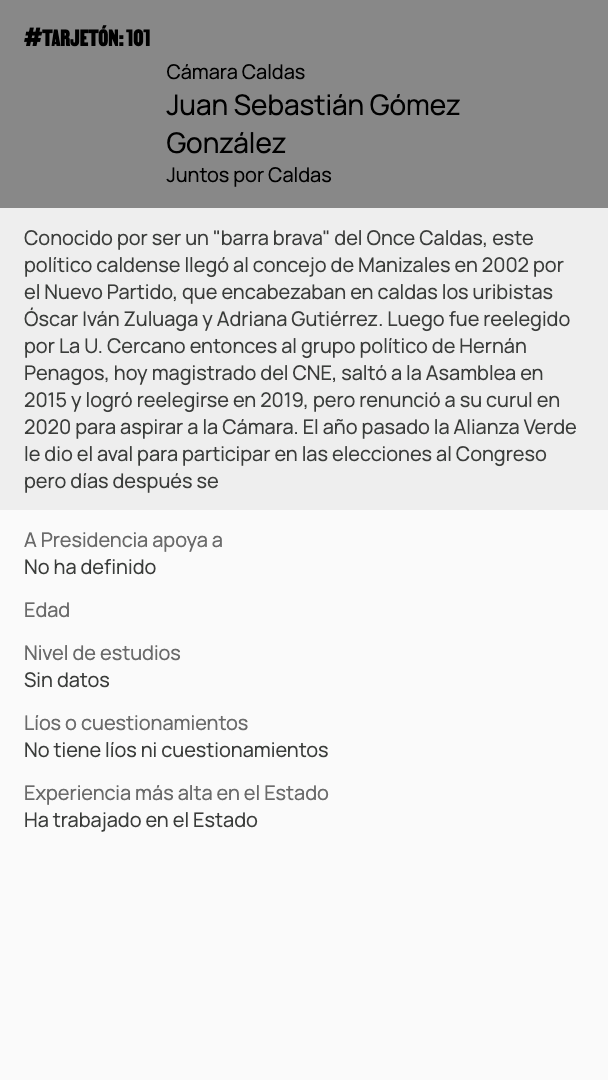 #TARJETÓN: 101
Cámara Caldas
Juan Sebastián Gómez
González
Juntos por Caldas
Conocido por ser un "barra brava" del Once Caldas, este
político caldense llegó al concejo de Manizales en 2002 por
el Nuevo Partido, que encabezaban en caldas los uribistas
Óscar Iván Zuluaga y Adriana Gutiérrez. Luego fue reelegido
por La U. Cercano entonces al grupo político de Hernán
Penagos, hoy magistrado del CNE, saltó a la Asamblea en
2015 y logró reelegirse en 2019, pero renunció a su curul en
2020 para aspirar a la Cámara. El año pasado la Alianza Verde
le dio el aval para participar en las elecciones al Congreso
pero días después se
A Presidencia apoya a
No ha definido
Edad
Nivel de estudios
Sin datos
Líos o cuestionamientos
No tiene líos ni cuestionamientos
Experiencia más alta en el Estado
Ha trabajado en el Estado